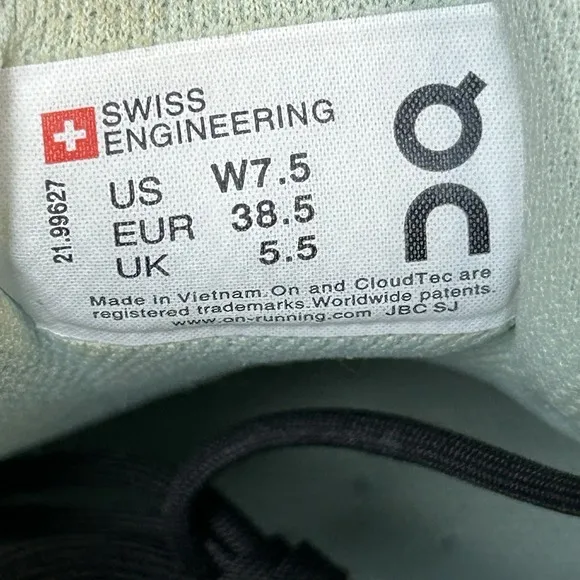 SWISS
ENGINEERING
US W7.5
EUR 38.5
UK 5.5
21.99627
Made in Vietnam. On and CloudTec are
registered trademarks. Worldwide patents.
www.on-running.com JBC SJ
On